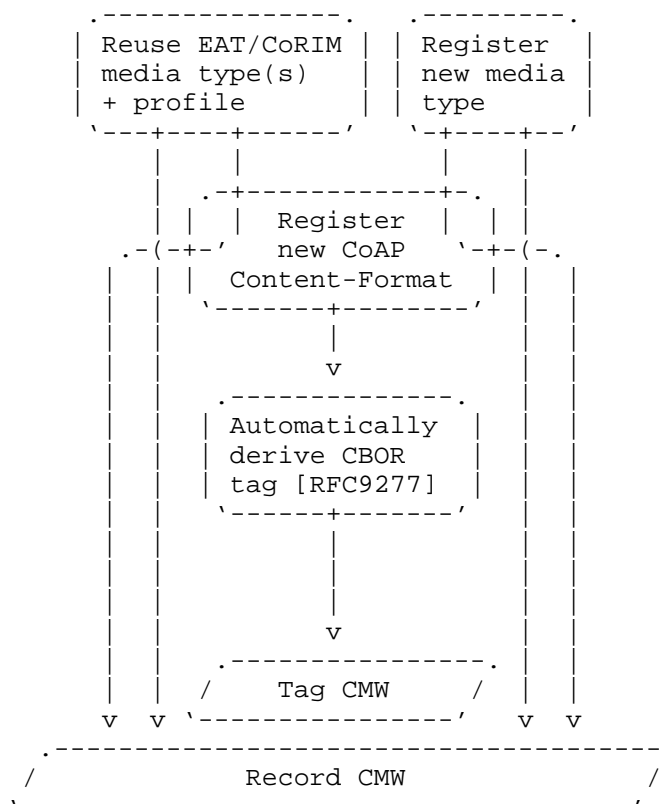 Reuse EAT/CoRIM
media type(s)
+ profile
Register
new media
type
Register
new CoAP
Content-Format
Automatically
derive CBOR
tag [RFC9277]
Tag CMW
Record CMW